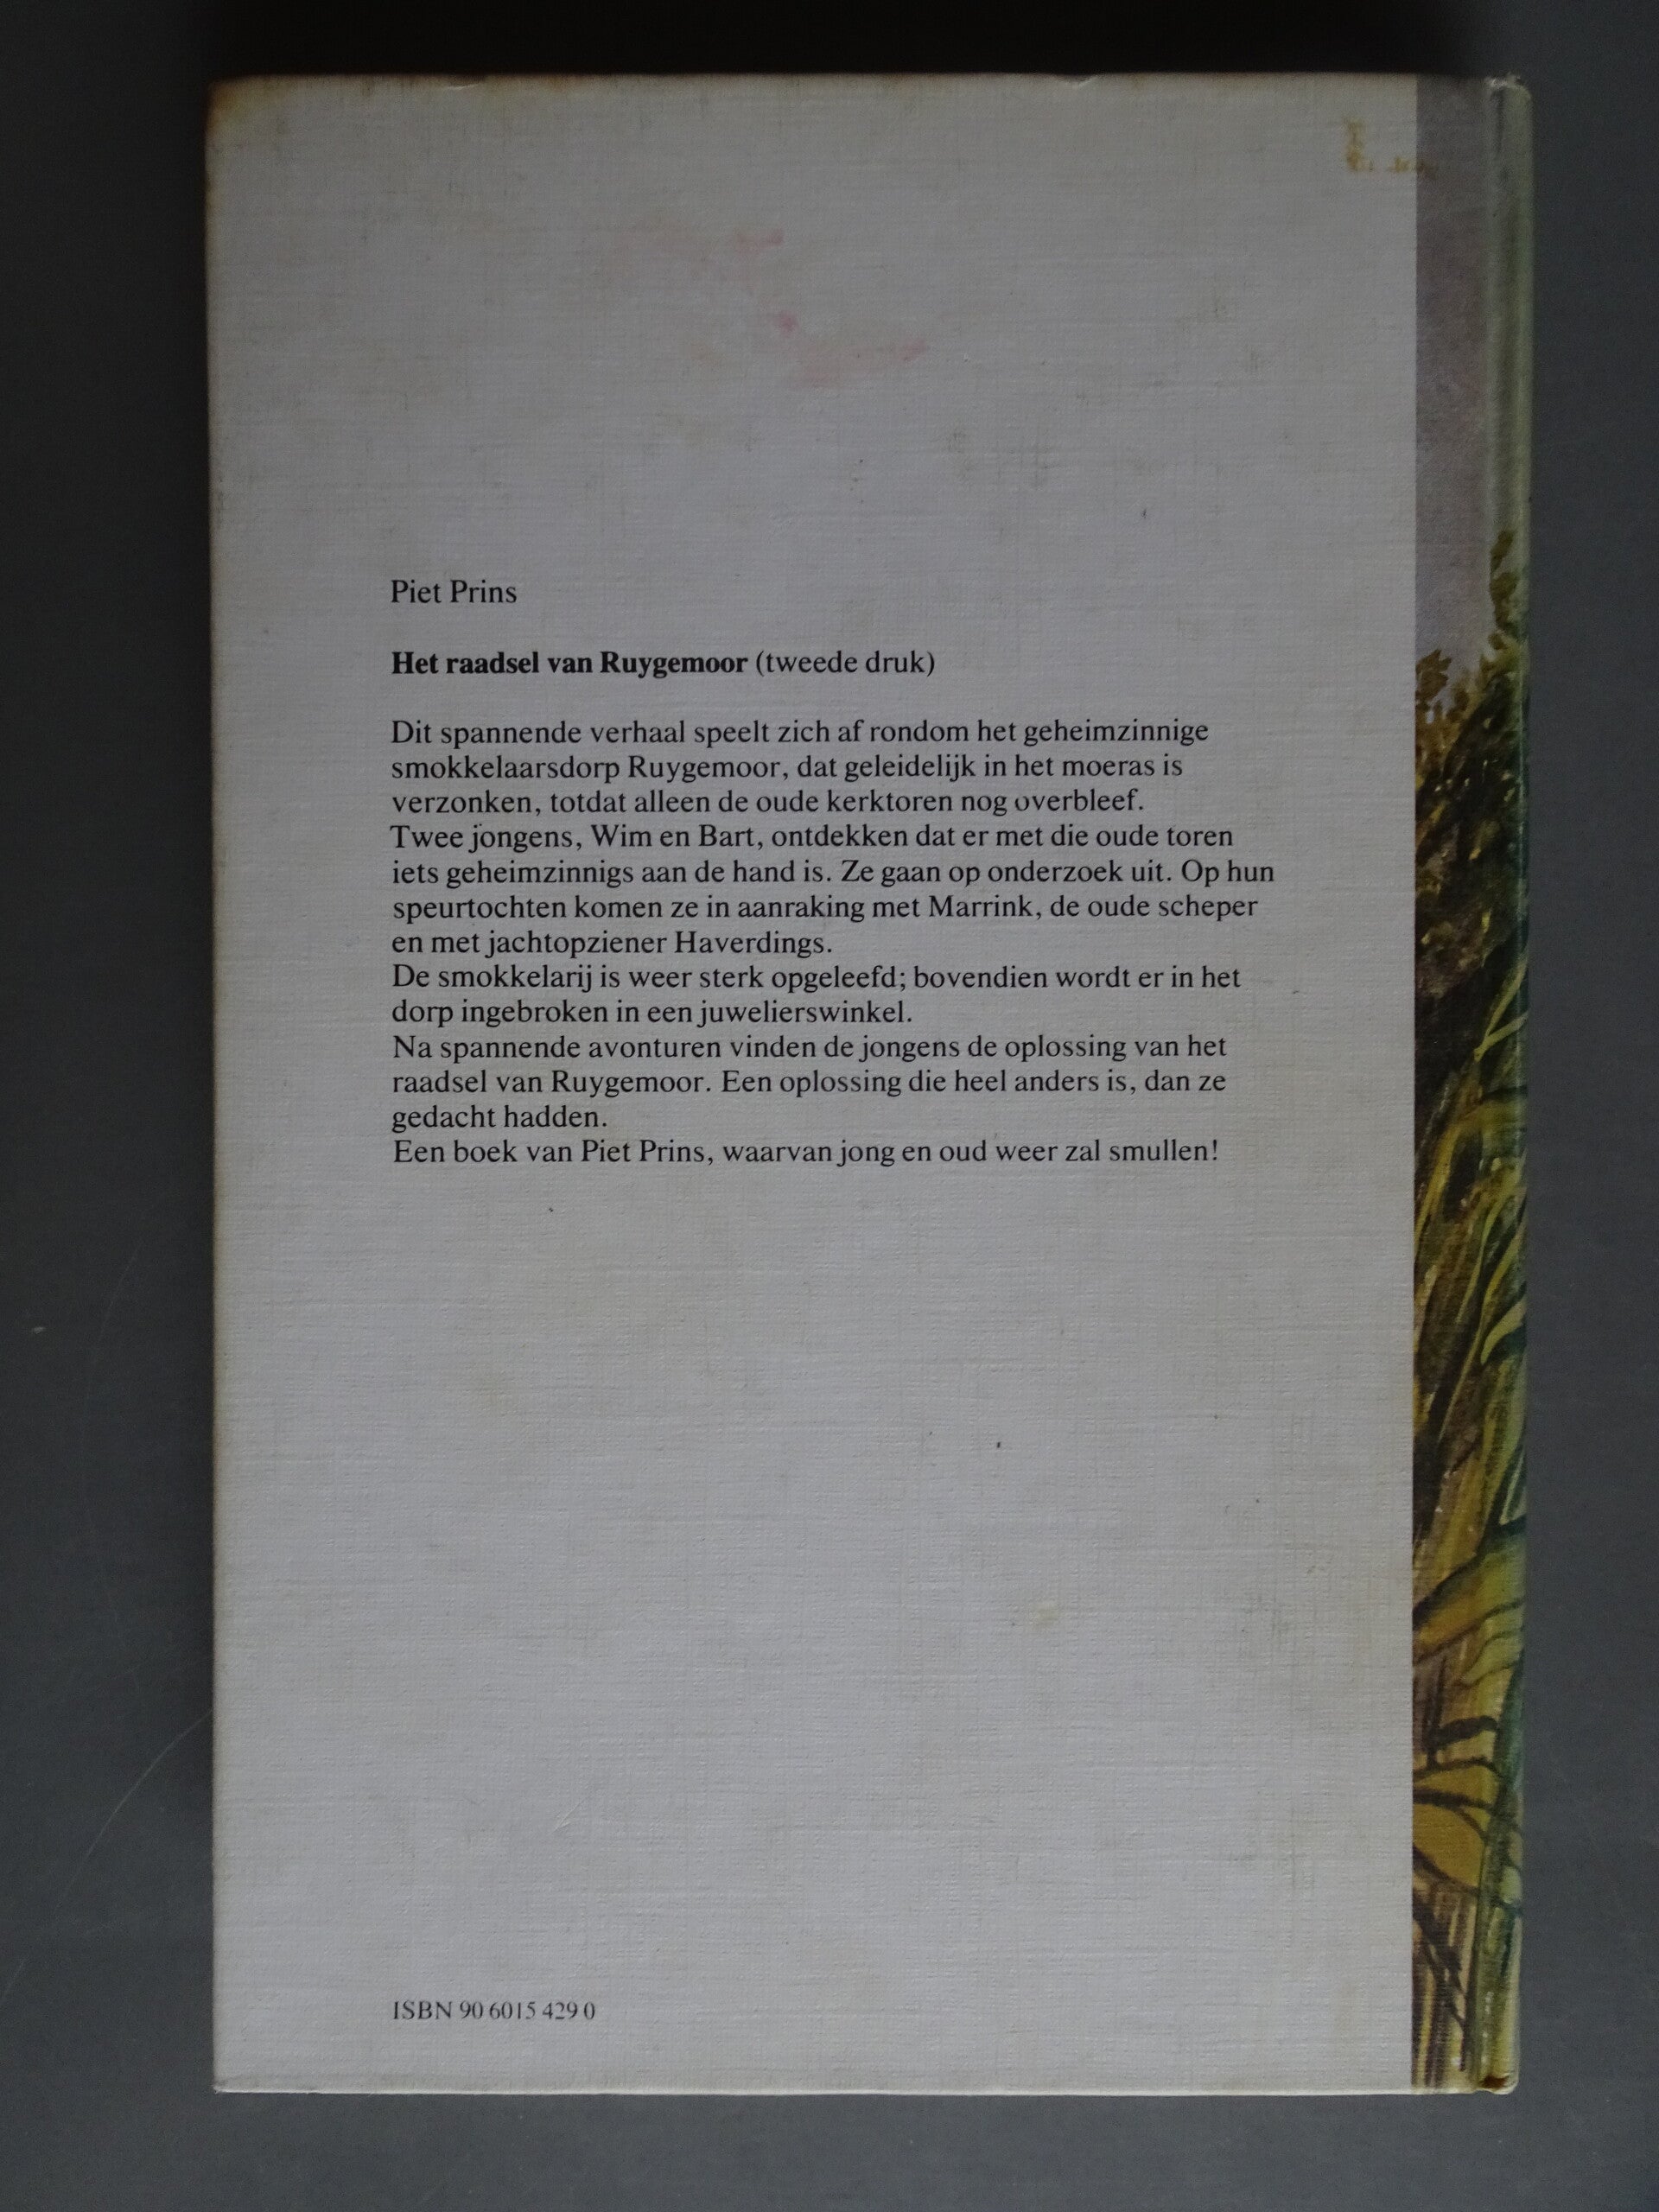 Piet Prins
Het raadsel van Ruygemoor (tweede druk)
Dit spannende verhaal speelt zich af rondom het geheimzinnige
smokkelaarsdorp Ruygemoor, dat geleidelijk in het moeras is
verzonken, totdat alleen de oude kerktoren nog overbleef.
Twee jongens, Wim en Bart, ontdekken dat er met die oude toren
iets geheimzinnigs aan de hand is. Ze gaan op onderzoek uit. Op hun
speurtochten komen ze in aanraking met Marrink, de oude scheper
en met jachtopziener Haverdings.
De smokkelarij is weer sterk opgeleefd; bovendien wordt er in het
dorp ingebroken in een juwelierswinkel.
Na spannende avonturen vinden de jongens de oplossing van het
raadsel van Ruygemoor. Een oplossing die heel anders is, dan ze
gedacht hadden.
Een boek van Piet Prins, waarvan jong en oud weer zal smullen!
ISBN 90 6015 429 0